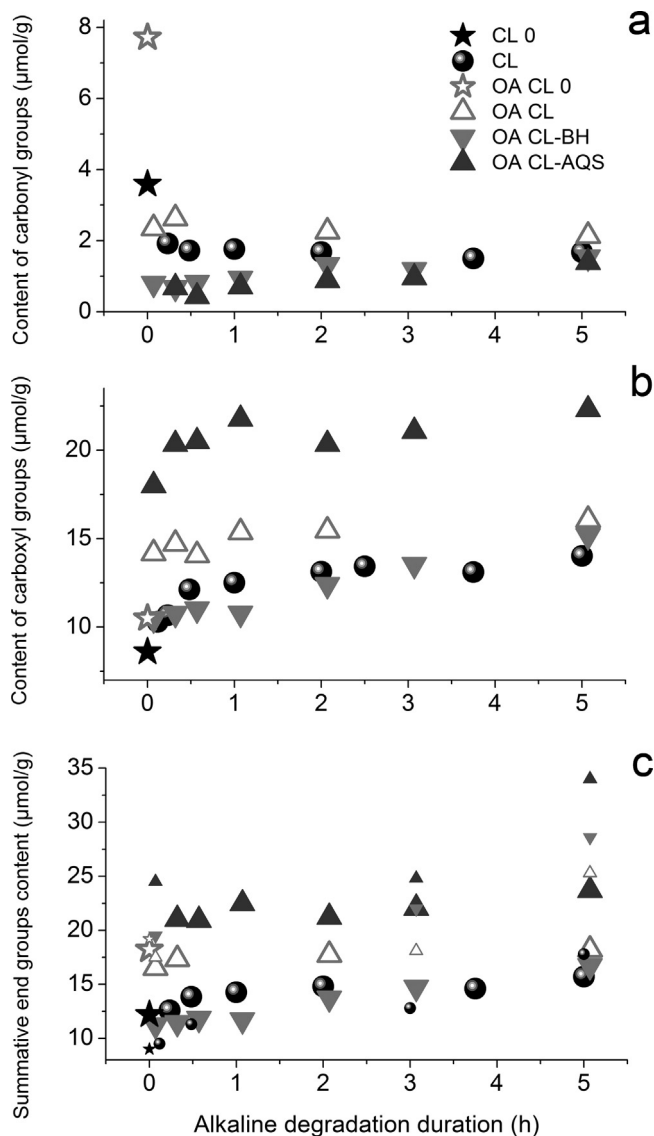 a
Content of carbonyl groups (µmol/g)
8
6
4
2
0
CL 0
CL
OA CL 0
OA CL
OA CL-BH
OA CL-AQS
0 1 2 3 4 5
b
Content of carboxyl groups (µmol/g)
20
15
10
0 1 2 3 4 5
c
Summative end groups content (µmol/g)
35
30
25
20
15
10
0 1 2 3 4 5
Alkaline degradation duration (h)